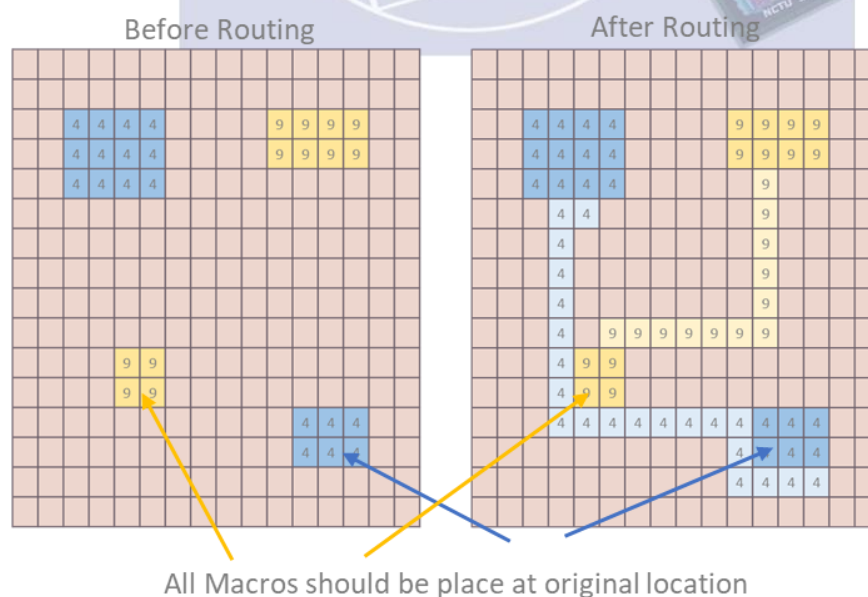 NCTU
Before Routing
4 4 4 4 9 9 9 9
4 4 4 4 9 9 9 9
4 4 4 4
9 9
9 9
4 4 4
4 4 4
After Routing
4 4 4 4 9 9 9 9
4 4 4 4 9 9 9 9
4 4 4 4 9
4 4 9
4 9
4 9
4 9
4 9 9 9 9 9 9 9
4 9 9
4 9 9
4 4 4 4 4 4 4 4 4 4 4
4 4 4
4 4 4 4
All Macros should be place at original location